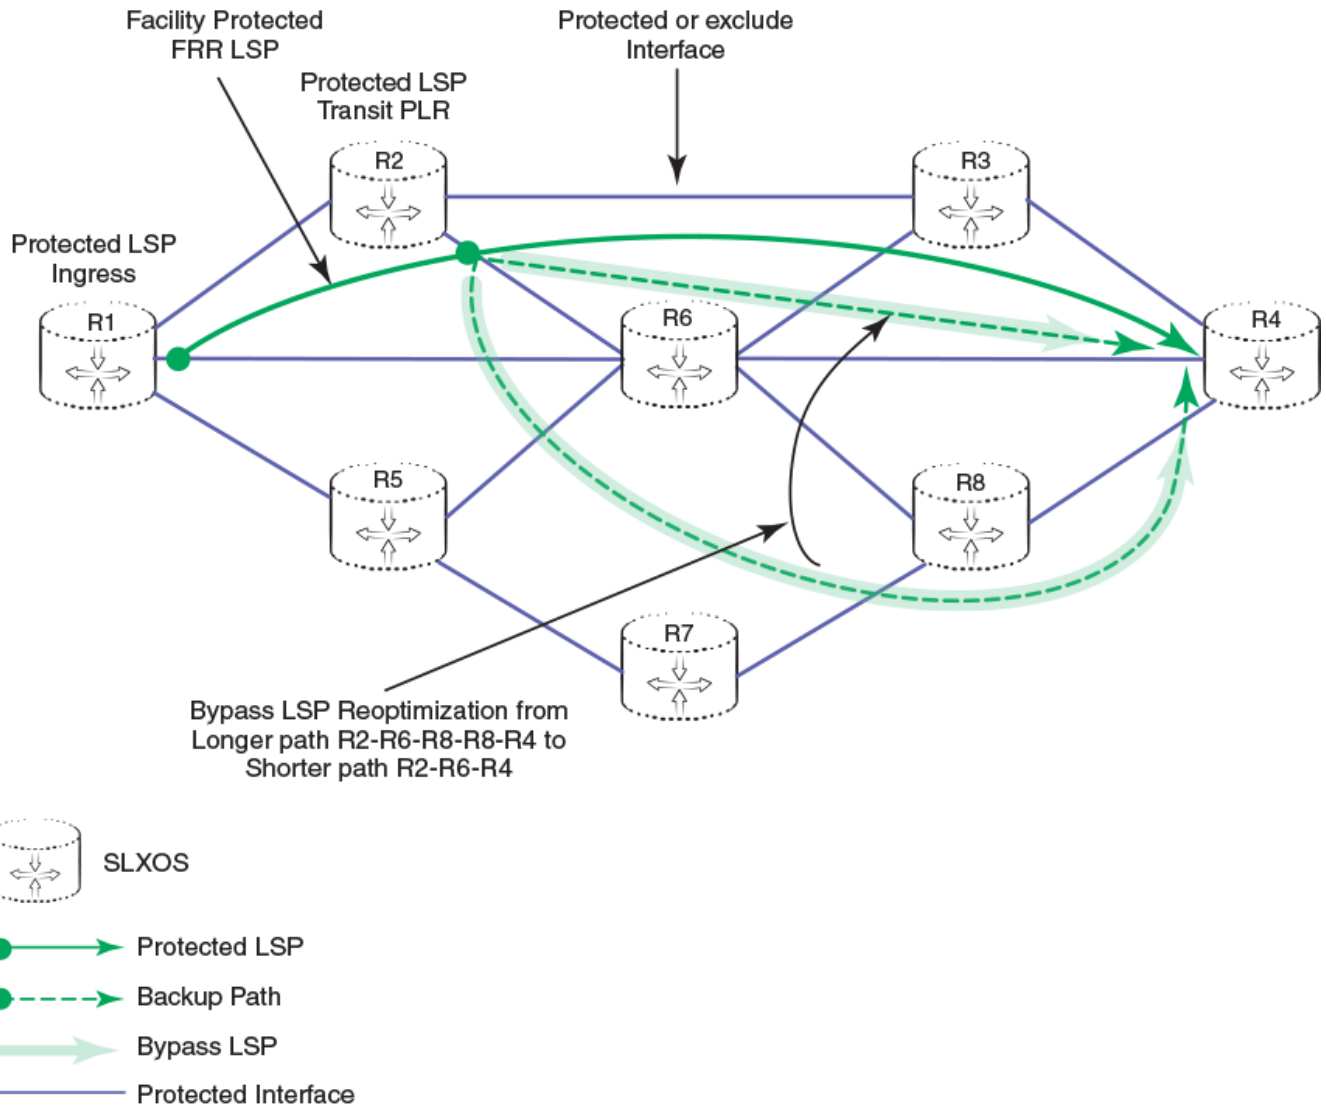 Facility Protected
FRR LSP
Protected or exclude
Interface
Protected LSP
Transit PLR
R2
R3
Protected LSP
Ingress
R1
R6
R4
R5
R8
R7
Bypass LSP Reoptimization from
Longer path R2-R6-R8-R8-R4 to
Shorter path R2-R6-R4
SLXOS
Protected LSP
Backup Path
Bypass LSP
Protected Interface